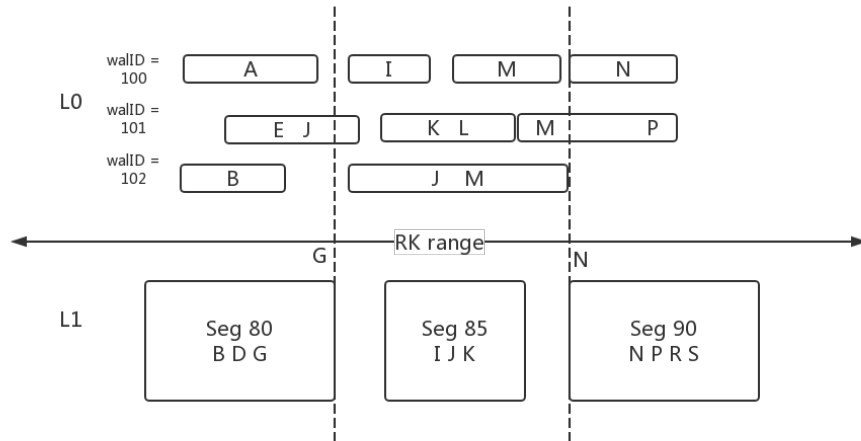 walID =
100
A
I
M
N
L0
walID =
101
E J
K L
M
P
walID =
102
B
J M
RK range
G
N
L1
Seg 80
B D G
Seg 85
I J K
Seg 90
N P R S